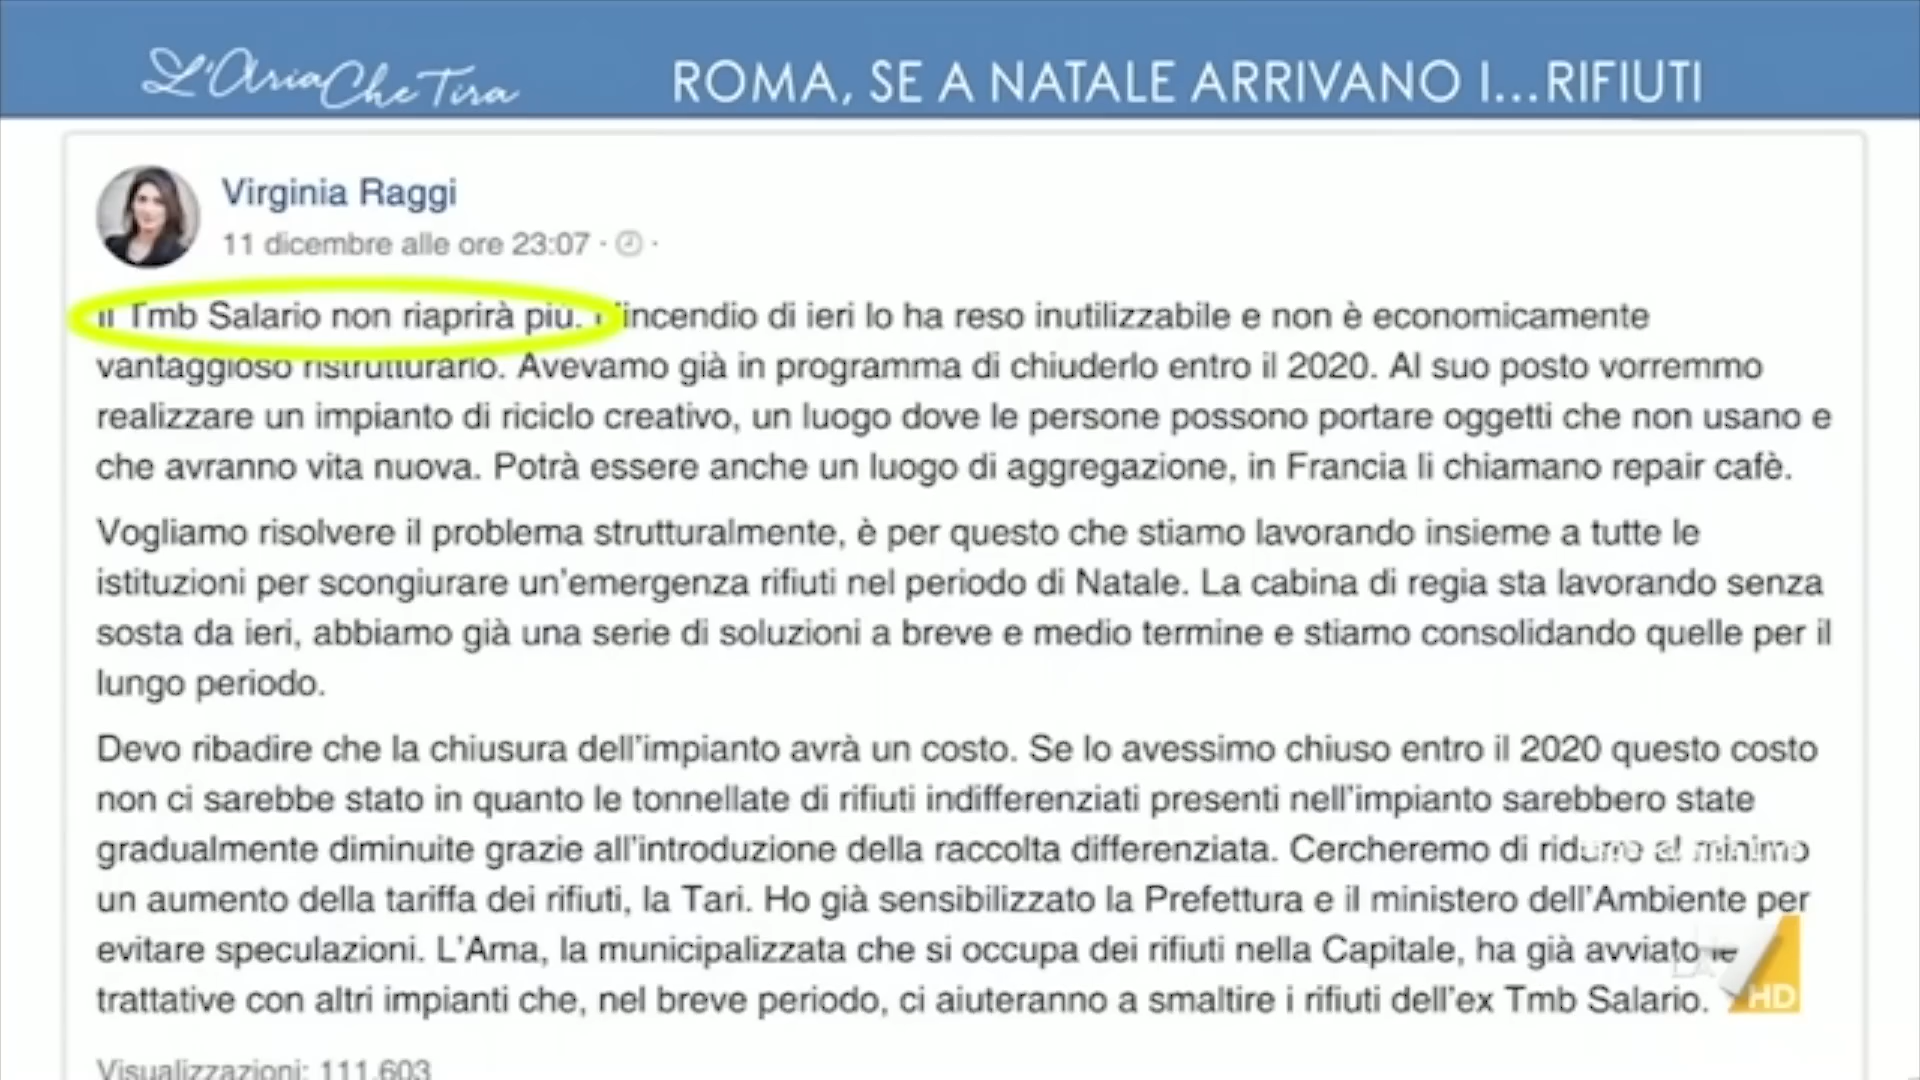 L'Aria Che Tira
ROMA, SE A NATALE ARRIVANO I...RIFIUTI
Virginia Raggi
11 dicembre alle ore 23:07 ·
Il Tmb Salario non riaprirà più. L'incendio di ieri lo ha reso inutilizzabile e non è economicamente
vantaggioso ristrutturarlo. Avevamo già in programma di chiuderlo entro il 2020. Al suo posto vorremmo
realizzare un impianto di riciclo creativo, un luogo dove le persone possono portare oggetti che non usano e
che avranno vita nuova. Potrà essere anche un luogo di aggregazione, in Francia li chiamano repair cafè.
Vogliamo risolvere il problema strutturalmente, è per questo che stiamo lavorando insieme a tutte le
istituzioni per scongiurare un'emergenza rifiuti nel periodo di Natale. La cabina di regia sta lavorando senza
sosta da ieri, abbiamo già una serie di soluzioni a breve e medio termine e stiamo consolidando quelle per il
lungo periodo.
Devo ribadire che la chiusura dell'impianto avrà un costo. Se lo avessimo chiuso entro il 2020 questo costo
non ci sarebbe stato in quanto le tonnellate di rifiuti indifferenziati presenti nell'impianto sarebbero state
gradualmente diminuite grazie all'introduzione della raccolta differenziata. Cercheremo di ridurre al minimo
un aumento della tariffa dei rifiuti, la Tari. Ho già sensibilizzato la Prefettura e il ministero dell'Ambiente per
evitare speculazioni. L'Ama, la municipalizzata che si occupa dei rifiuti nella Capitale, ha già avviato le
trattative con altri impianti che, nel breve periodo, ci aiuteranno a smaltire i rifiuti dell'ex Tmb Salario.
HD
Visualizzazioni: 111.603